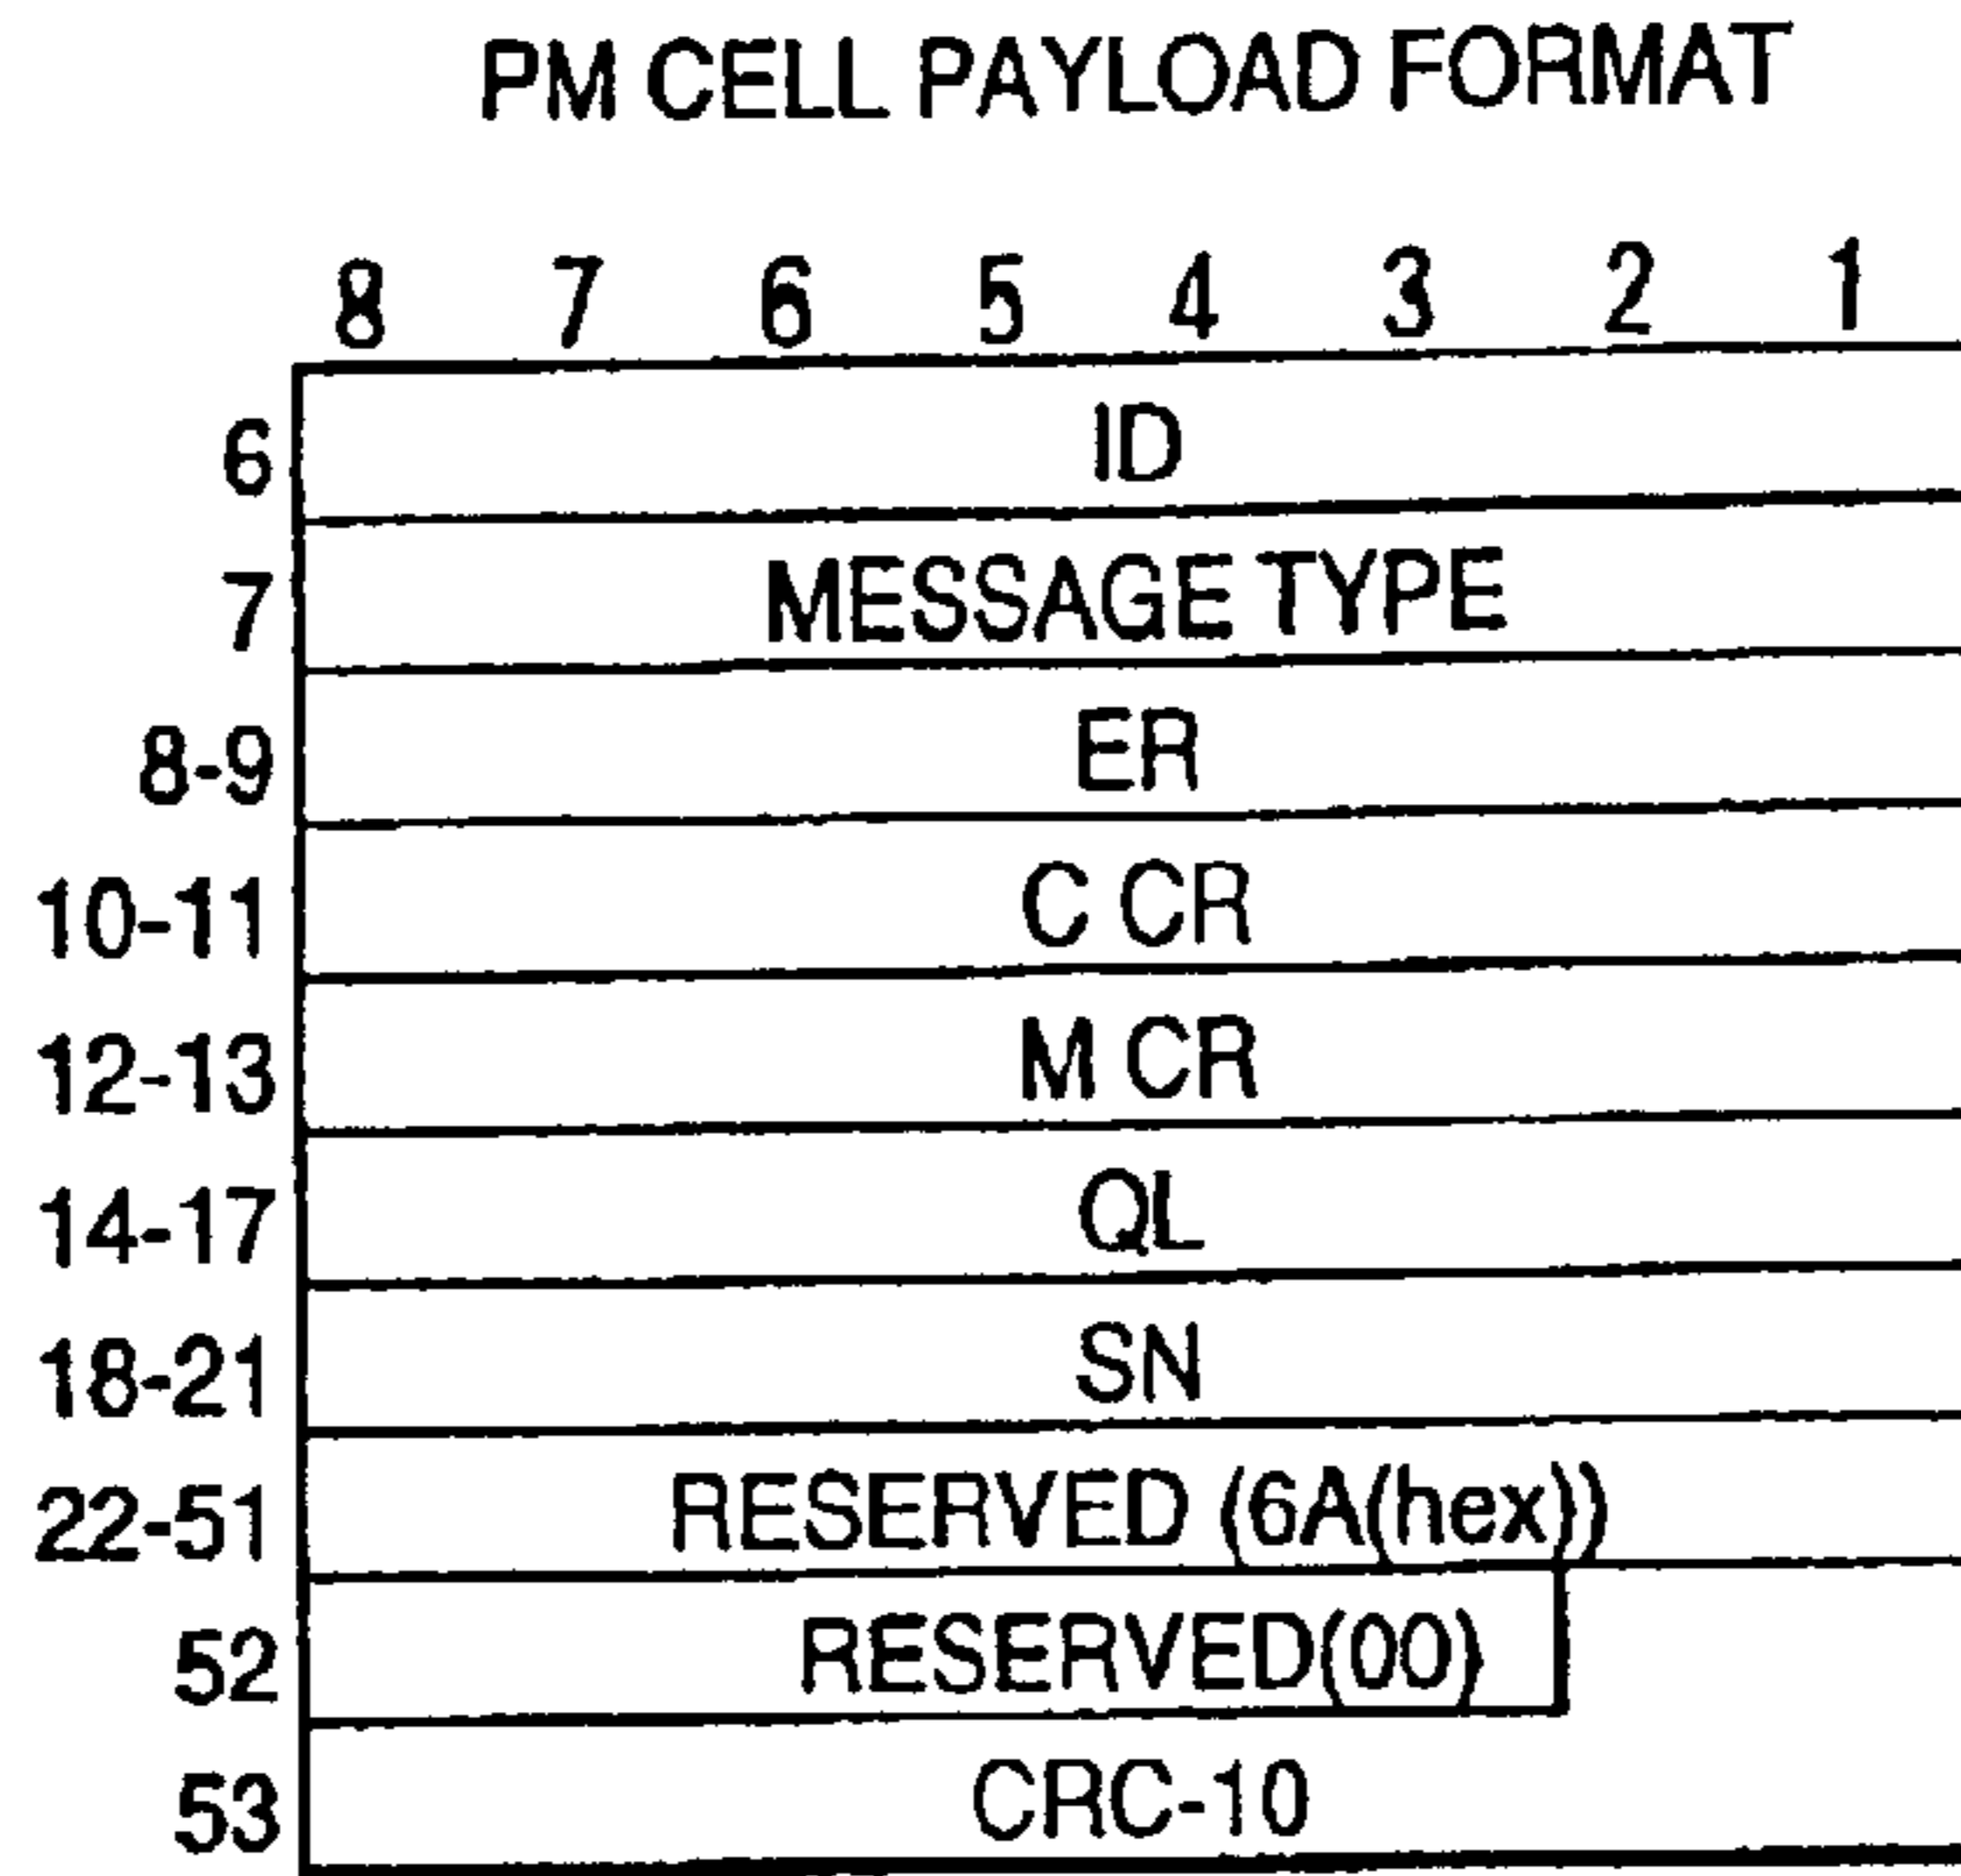 PM CELL PAYLOAD FORMAT
8 7 6 5 4 3 2 1
6 ID
7 MESSAGE TYPE
8-9 ER
10-11 C CR
12-13 M CR
14-17 QL
18-21 SN
22-51 RESERVED (6A(hex))
52 RESERVED(00)
53 CRC-10